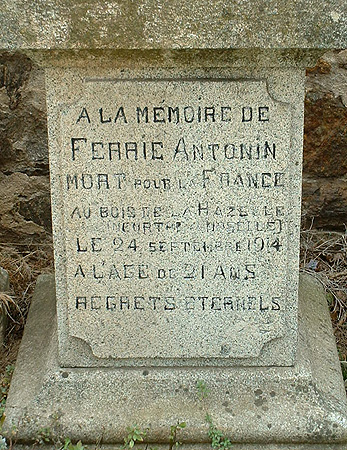 A LA MÉMOIRE DE
FERRIE ANTONIN
MORT POUR LA FRANCE
AU BOIS DE LA HAZELLE
(MEURTHE & MOSELLE)
LE 24 SEPTEMBRE 1914
A L'AGE DE 21 ANS
REGRETS ETERNELS